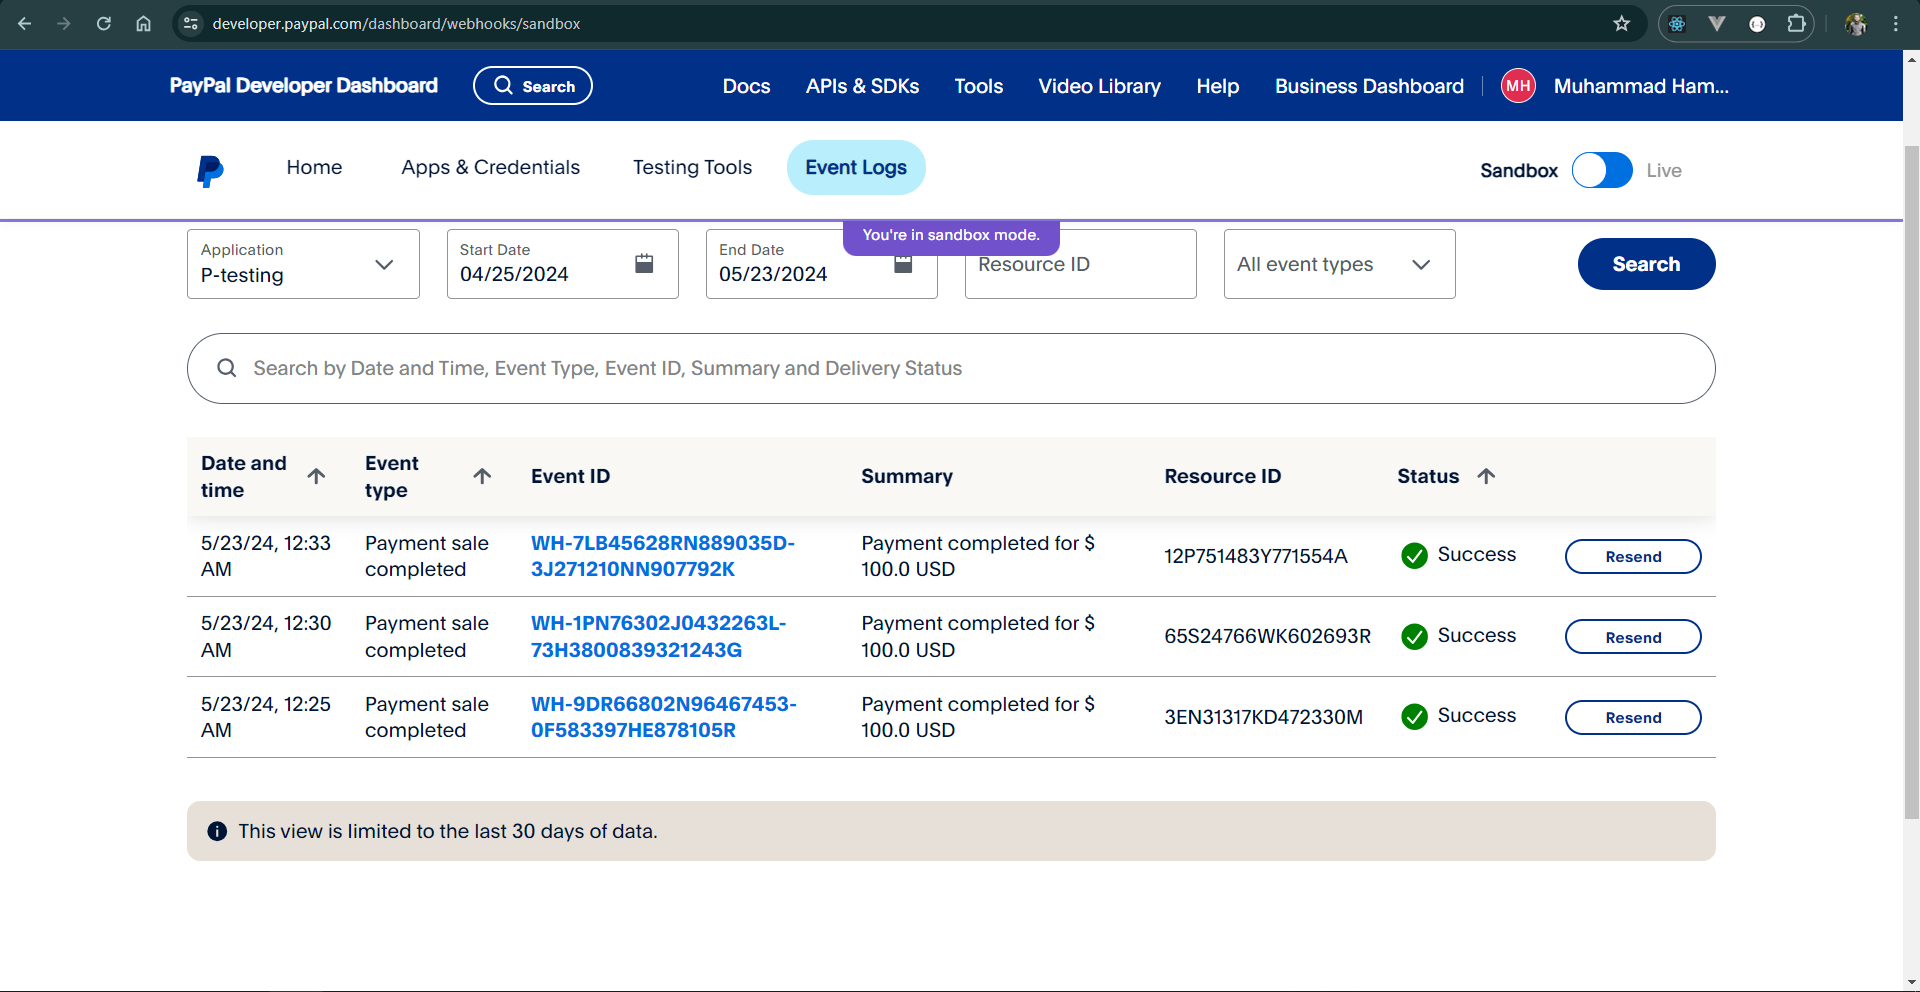 developer.paypal.com/dashboard/webhooks/sandbox
PayPal Developer Dashboard
Search
Docs
APIs & SDKs
Tools
Video Library
Help
Business Dashboard
MH
Muhammad Ham...
Home
Apps & Credentials
Testing Tools
Event Logs
Sandbox
Live
You're in sandbox mode.
Application
P-testing
Start Date
04/25/2024
End Date
05/23/2024
Resource ID
All event types
Search
Search by Date and Time, Event Type, Event ID, Summary and Delivery Status
Date and
time
Event
type
Event ID
Summary
Resource ID
Status
5/23/24, 12:33
AM
Payment sale
completed
WH-7LB45628RN889035D-
3J271210NN907792K
Payment completed for $
100.0 USD
12P751483Y771554A
Success
Resend
5/23/24, 12:30
AM
Payment sale
completed
WH-1PN76302J0432263L-
73H3800839321243G
Payment completed for $
100.0 USD
65S24766WK602693R
Success
Resend
5/23/24, 12:25
AM
Payment sale
completed
WH-9DR66802N96467453-
0F583397HE878105R
Payment completed for $
100.0 USD
3EN31317KD472330M
Success
Resend
This view is limited to the last 30 days of data.